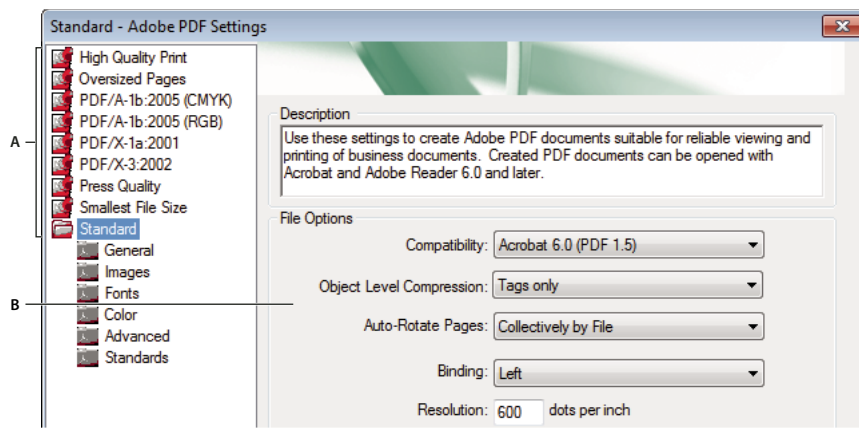 Standard - Adobe PDF Settings
A
High Quality Print
Oversized Pages
PDF/A-1b:2005 (CMYK)
PDF/A-1b:2005 (RGB)
PDF/X-1a:2001
PDF/X-3:2002
Press Quality
Smallest File Size
Standard
General
Images
Fonts
Color
Advanced
Standards
B
Description
Use these settings to create Adobe PDF documents suitable for reliable viewing and
printing of business documents.  Created PDF documents can be opened with
Acrobat and Adobe Reader 6.0 and later.
File Options
Compatibility: Acrobat 6.0 (PDF 1.5)
Object Level Compression: Tags only
Auto-Rotate Pages: Collectively by File
Binding: Left
Resolution: 600 dots per inch